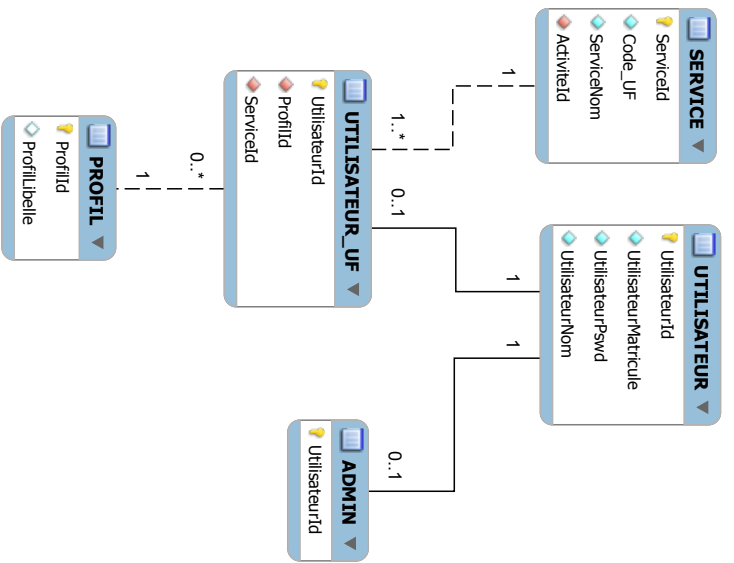 SERVICE
ServiceId
Code_UF
ServiceNom
ActiviteId
1
1..*
UTILISATEUR
UtilisateurId
UtilisateurMatricule
UtilisateurPswd
UtilisateurNom
1
0..1
1
0..1
UTILISATEUR_UF
UtilisateurId
ProfilId
ServiceId
0..*
1
PROFIL
ProfilId
ProfilLibelle
ADMIN
UtilisateurId